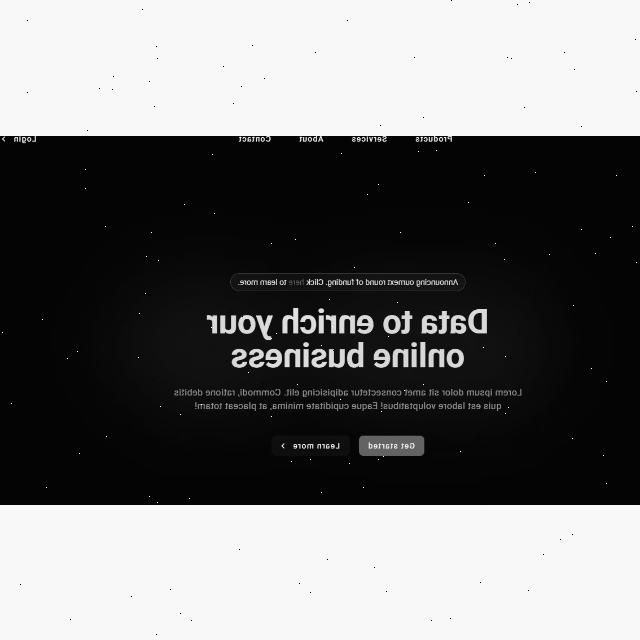 Products Services About Contact Login
Announcing oument round of funding. Click here to learn more.
Data to enrich your
online business
Lorem ipsum dolor sit amet consectetur adipisicing elit. Commodi, ratione debitis
quis est labore voluptatibus! Eaque cupiditate minima, at placeat totam!
Get started Learn more